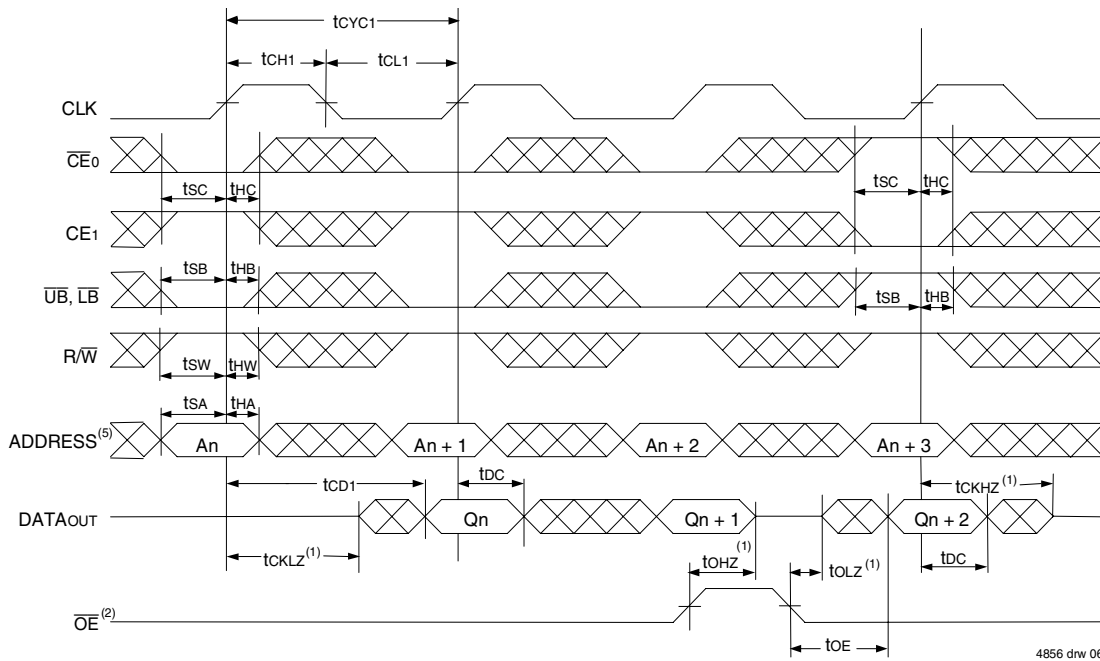 tCYC1
tCH1 tCL1
CLK
CE0
tSC tHC tSC tHC
CE1
tSB tHB
UB, LB tSB tHB
R/W
tSW tHW
tSA tHA
ADDRESS(5) An An + 1 An + 2 An + 3
tCD1 tDC tCKHZ(1)
DATAOUT Qn Qn + 1 Qn + 2
tCKLZ(1) tOHZ(1) tOLZ(1) tDC
OE(2)
tOE
4856 drw 06